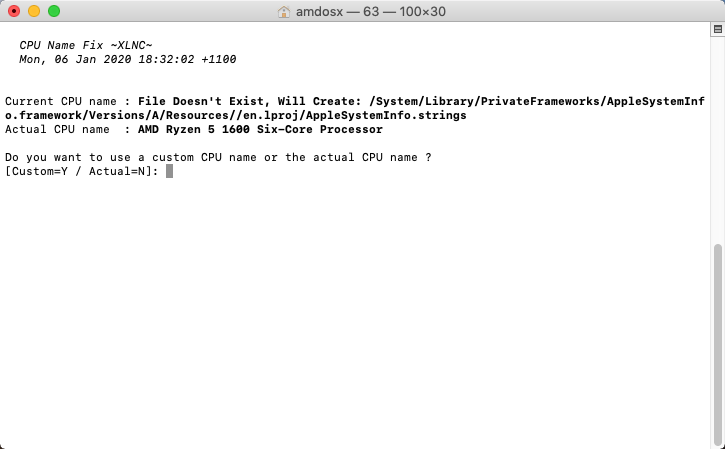 amdosx — 63 — 100×30
CPU Name Fix ~XLNC~
Mon, 06 Jan 2020 18:32:02 +1100
Current CPU name : File Doesn't Exist, Will Create: /System/Library/PrivateFrameworks/AppleSystemInf
o.framework/Versions/A/Resources//en.lproj/AppleSystemInfo.strings
Actual CPU name  : AMD Ryzen 5 1600 Six-Core Processor
Do you want to use a custom CPU name or the actual CPU name ?
[Custom=Y / Actual=N]: